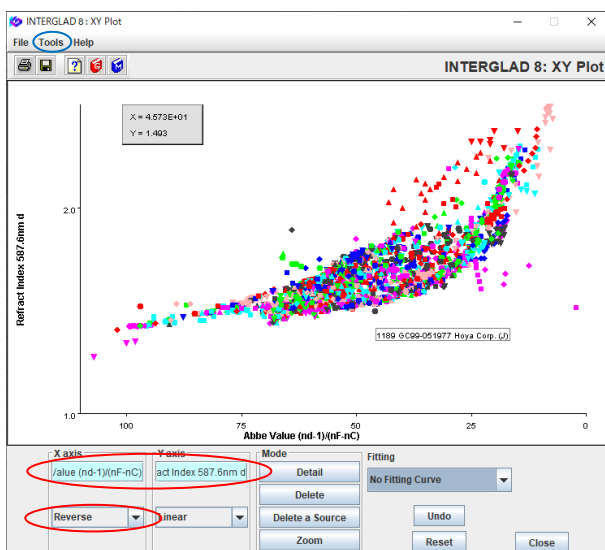 INTERGLAD 8: XY Plot
File Tools Help
INTERGLAD 8: XY Plot
X = 4.573E+01
Y = 1.493
2.0
Refract Index 587.6nm d
1189 GC99-051977 Hoya Corp. (J)
1.0
100 75 50 25 0
Abbe Value (nd-1)/(nF-nC)
X axis Y axis Mode Fitting
/alue (nd-1)/(nF-nC) act Index 587.6nm d Detail No Fitting Curve
Delete
Reverse Linear Delete a Source Undo
Zoom Reset Close